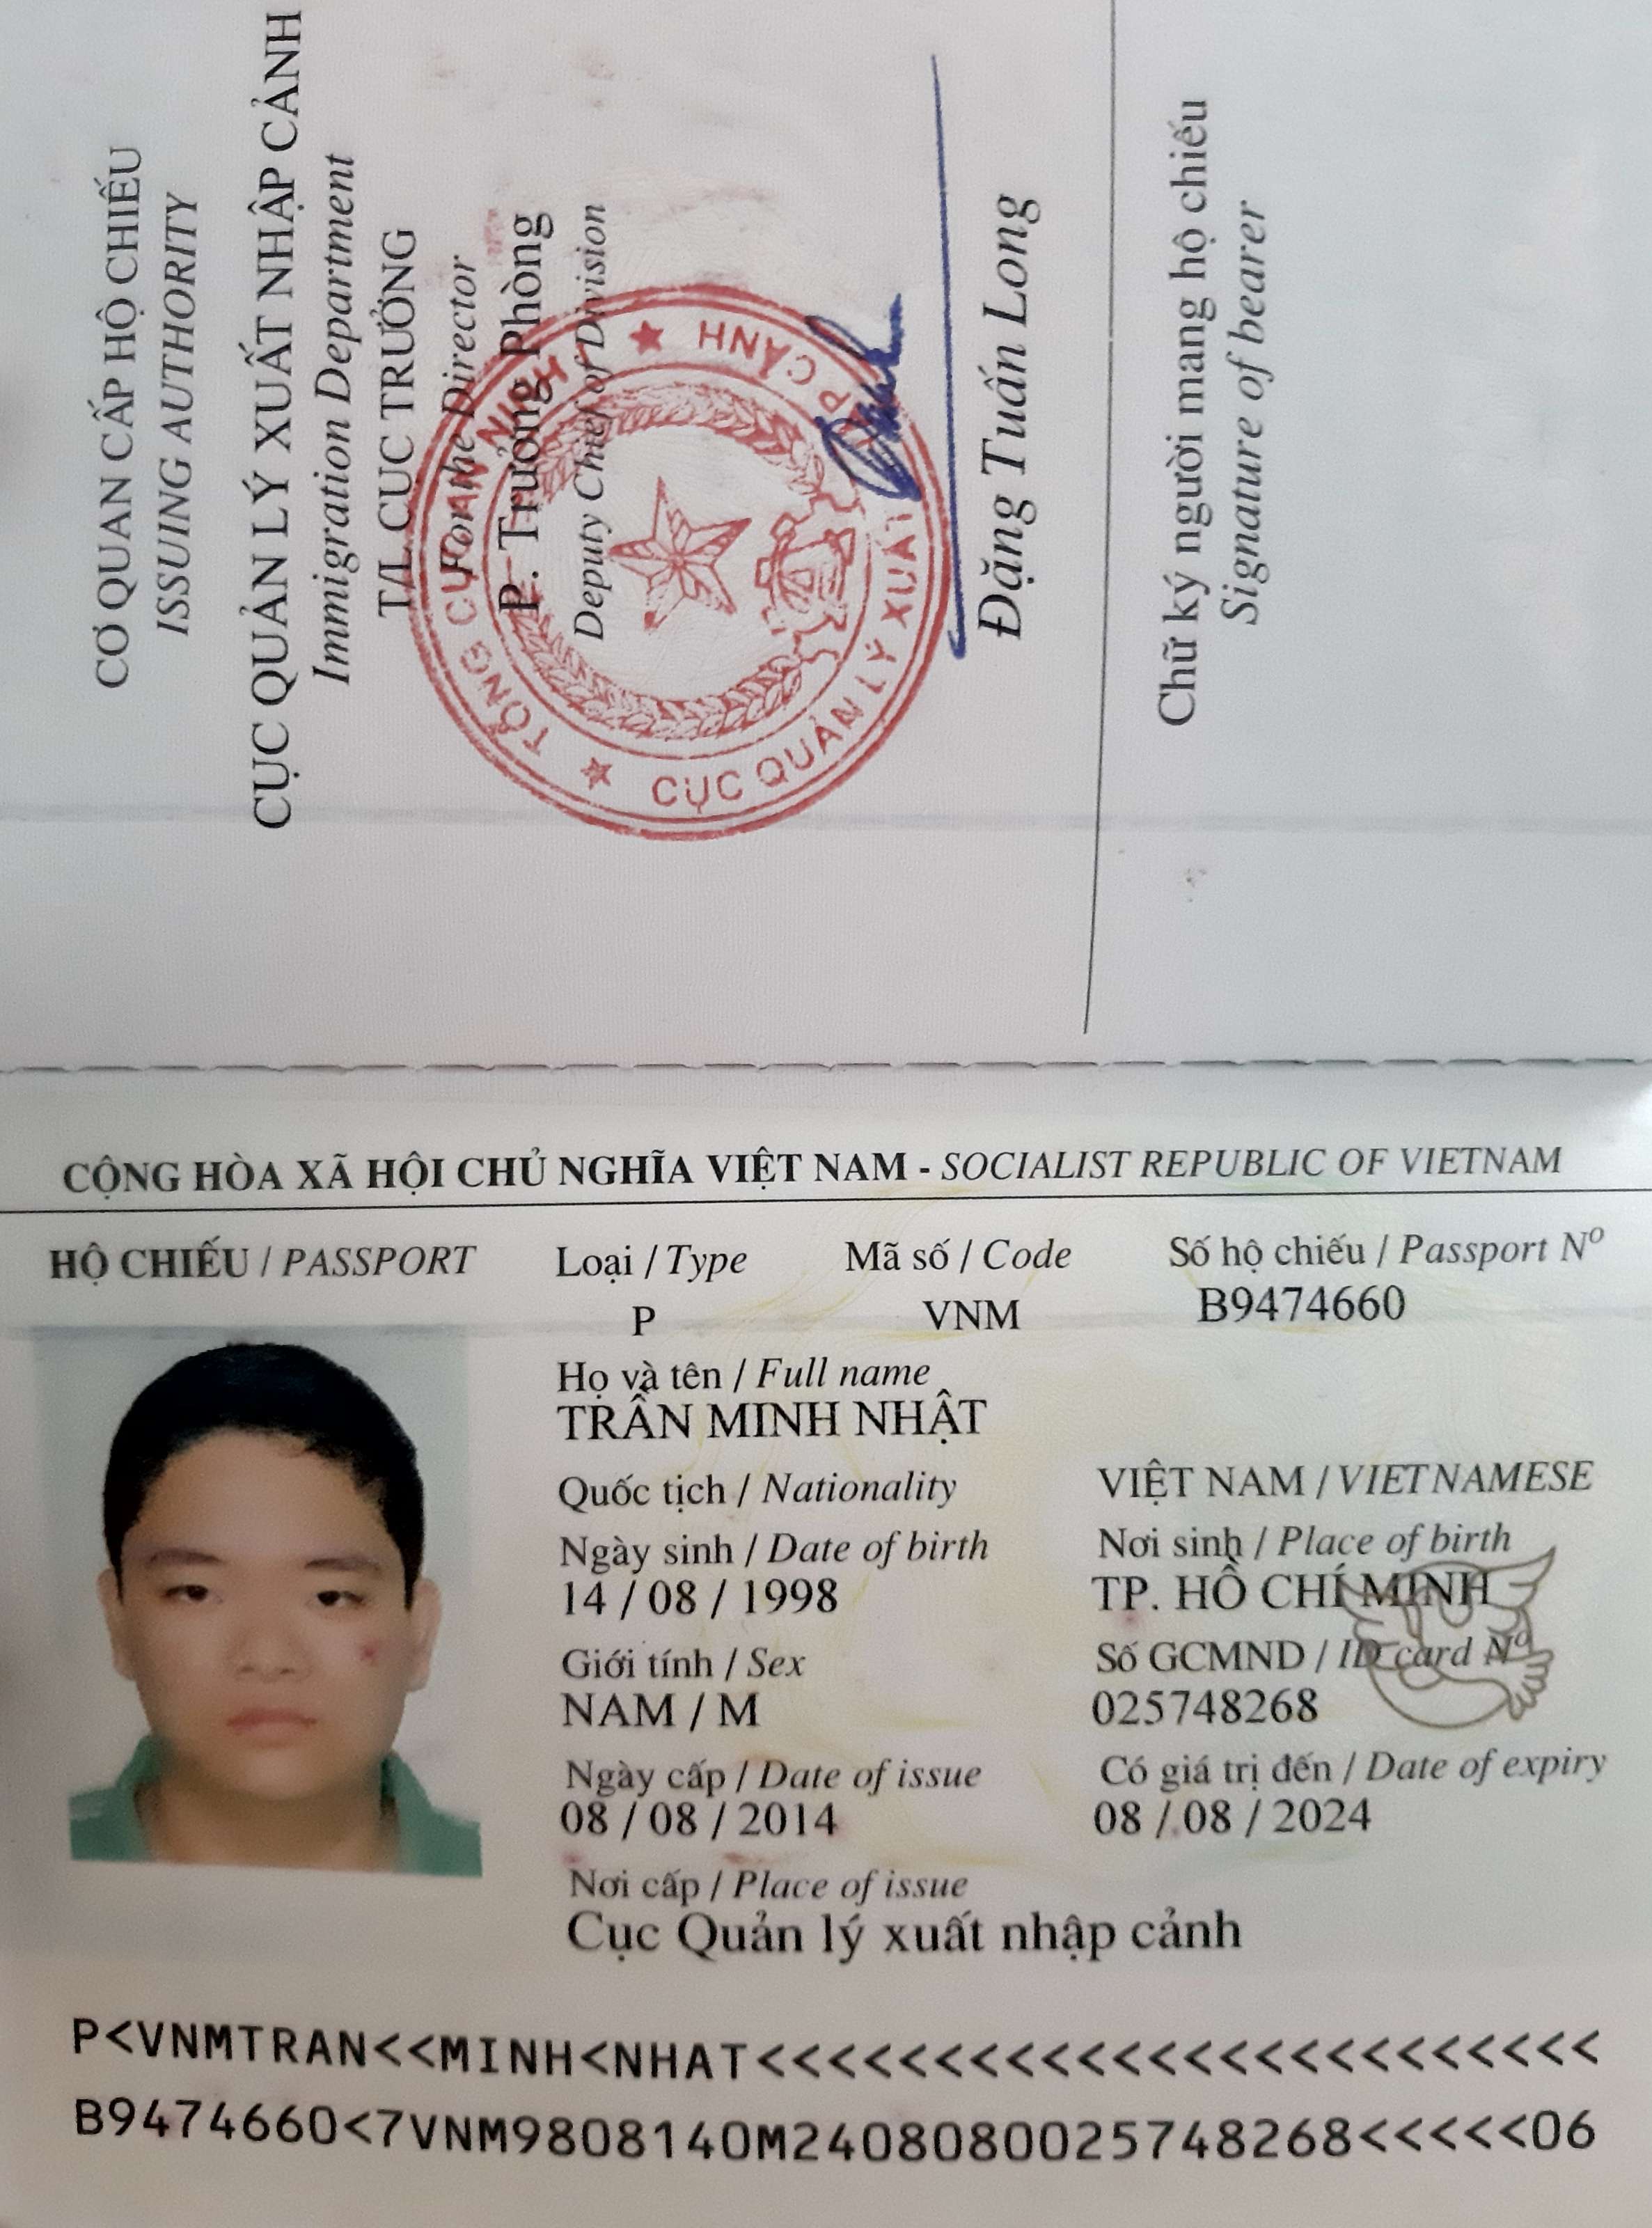 CƠ QUAN CẤP HỘ CHIẾU
ISSUING AUTHORITY
CỤC QUẢN LÝ XUẤT NHẬP CẢNH
Immigration Department
T/L CỤC TRƯỞNG
For the Director
P. Trưởng Phòng
Deputy Chief of Division
TỔNG CỤC AN NINH I
CỤC QUẢN LÝ XUẤT NHẬP CẢNH
Đặng Tuấn Long
Chữ ký người mang hộ chiếu
Signature of bearer
CỘNG HÒA XÃ HỘI CHỦ NGHĨA VIỆT NAM - SOCIALIST REPUBLIC OF VIETNAM
HỘ CHIẾU / PASSPORT Loại / Type Mã số / Code Số hộ chiếu / Passport Nº
P VNM B9474660
Họ và tên / Full name
TRẦN MINH NHẬT
Quốc tịch / Nationality VIỆT NAM / VIETNAMESE
Ngày sinh / Date of birth Nơi sinh / Place of birth
14 / 08 / 1998 TP. HỒ CHÍ MINH
Giới tính / Sex Số GCMND / ID card Nº
NAM / M 025748268
Ngày cấp / Date of issue Có giá trị đến / Date of expiry
08 / 08 / 2014 08 / 08 / 2024
Nơi cấp / Place of issue
Cục Quản lý xuất nhập cảnh
P<VNMTRAN<<MINH<NHAT<<<<<<<<<<<<<<<<<<<<<<<<
B9474660<7VNM9808140M2408080025748268<<<<<06